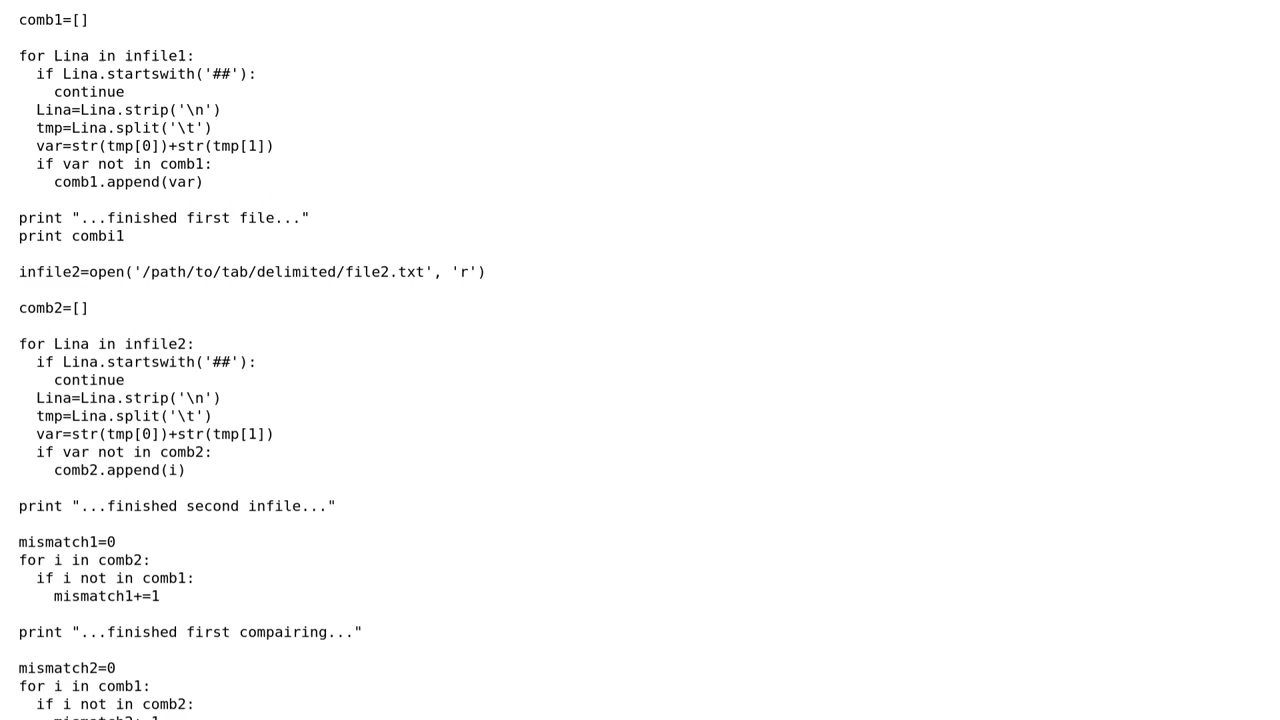 comb1=[]
for Lina in infile1:
  if Lina.startswith('##'):
    continue
  Lina=Lina.strip('\n')
  tmp=Lina.split('\t')
  var=str(tmp[0])+str(tmp[1])
  if var not in comb1:
    comb1.append(var)
print "...finished first file..."
print combi1
infile2=open('/path/to/tab/delimited/file2.txt', 'r')
comb2=[]
for Lina in infile2:
  if Lina.startswith('##'):
    continue
  Lina=Lina.strip('\n')
  tmp=Lina.split('\t')
  var=str(tmp[0])+str(tmp[1])
  if var not in comb2:
    comb2.append(i)
print "...finished second infile..."
mismatch1=0
for i in comb2:
  if i not in comb1:
    mismatch1+=1
print "...finished first compairing..."
mismatch2=0
for i in comb1:
  if i not in comb2: